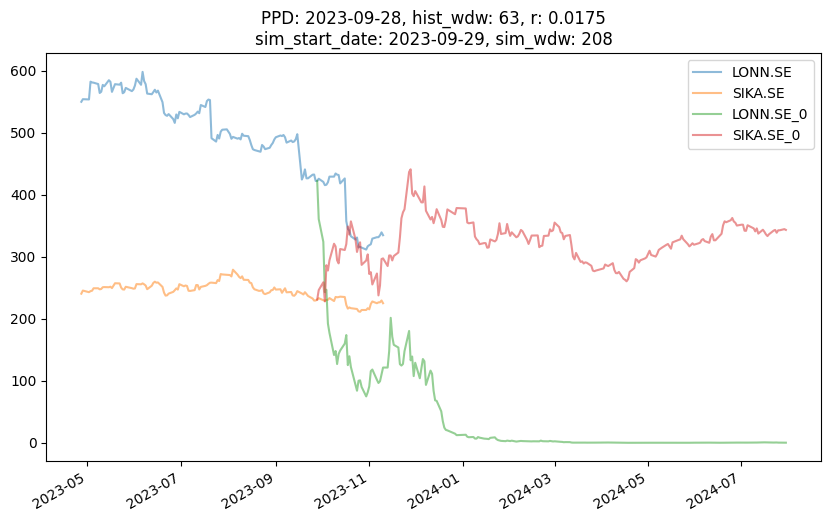 PPD: 2023-09-28, hist_wdw: 63, r: 0.0175
sim_start_date: 2023-09-29, sim_wdw: 208
LONN.SE
SIKA.SE
LONN.SE_0
SIKA.SE_0
600
500
400
300
200
100
0
2023-05
2023-07
2023-09
2023-11
2024-01
2024-03
2024-05
2024-07